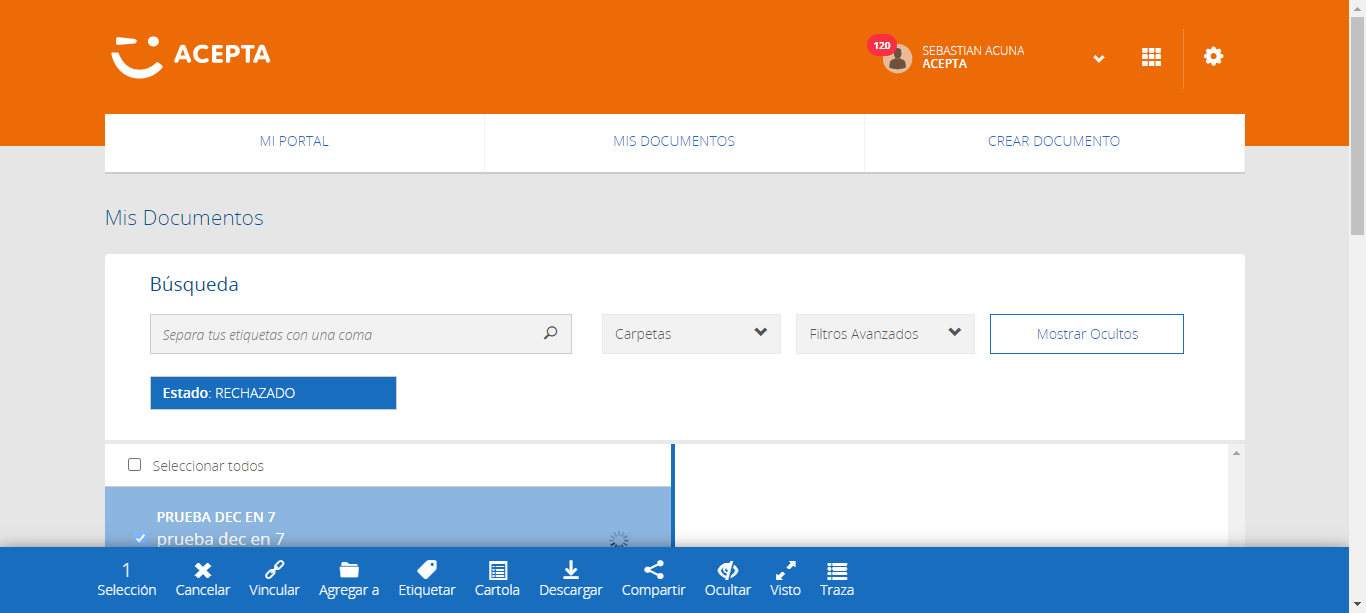 ACEPTA
120
SEBASTIAN ACUNA
ACEPTA
MI PORTAL
MIS DOCUMENTOS
CREAR DOCUMENTO
Mis Documentos
Búsqueda
Separa tus etiquetas con una coma
Carpetas
Filtros Avanzados
Mostrar Ocultos
Estado: RECHAZADO
Seleccionar todos
PRUEBA DEC EN 7
prueba dec en 7
1
Selección
Cancelar
Vincular
Agregar a
Etiquetar
Cartola
Descargar
Compartir
Ocultar
Visto
Traza